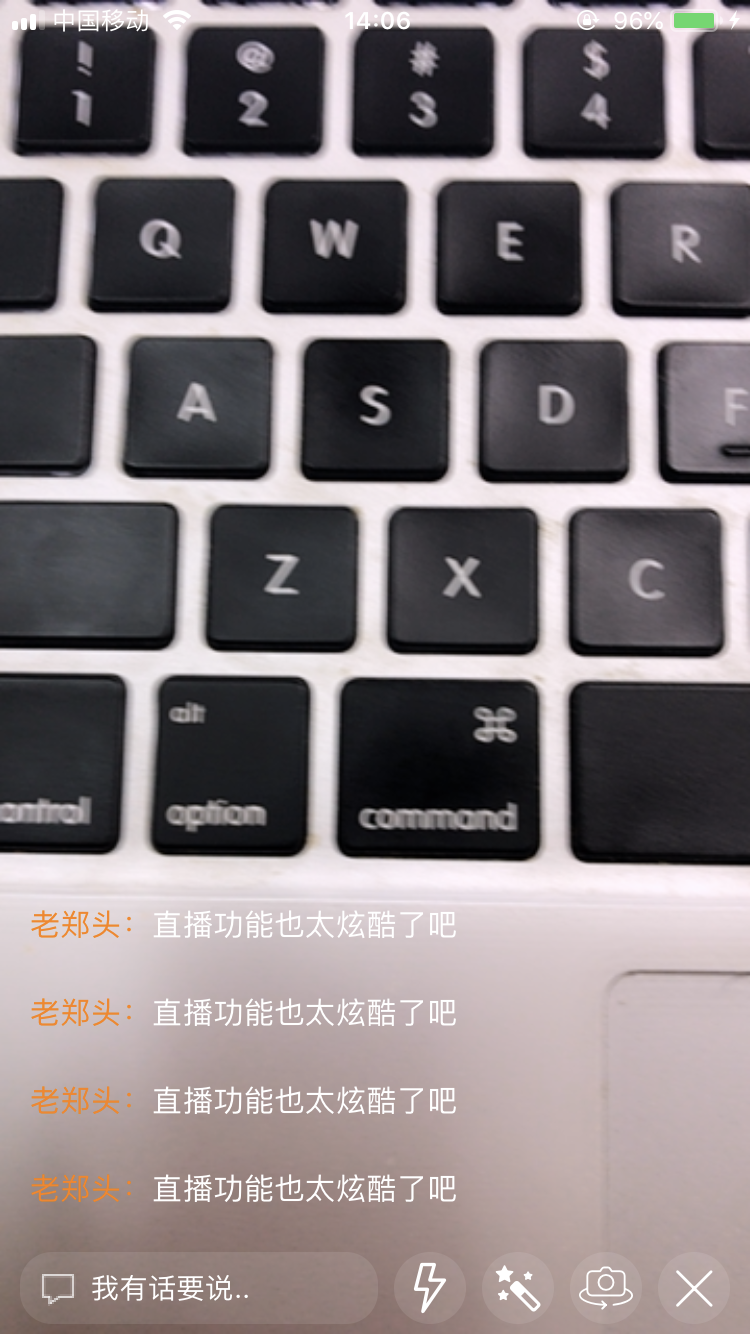 中国移动 14:06 96%
! @ # $
1 2 3 4
Q W E R
A S D F
Z X C
alt ⌘
ontrol option command
老郑头：直播功能也太炫酷了吧
老郑头：直播功能也太炫酷了吧
老郑头：直播功能也太炫酷了吧
老郑头：直播功能也太炫酷了吧
我有话要说..